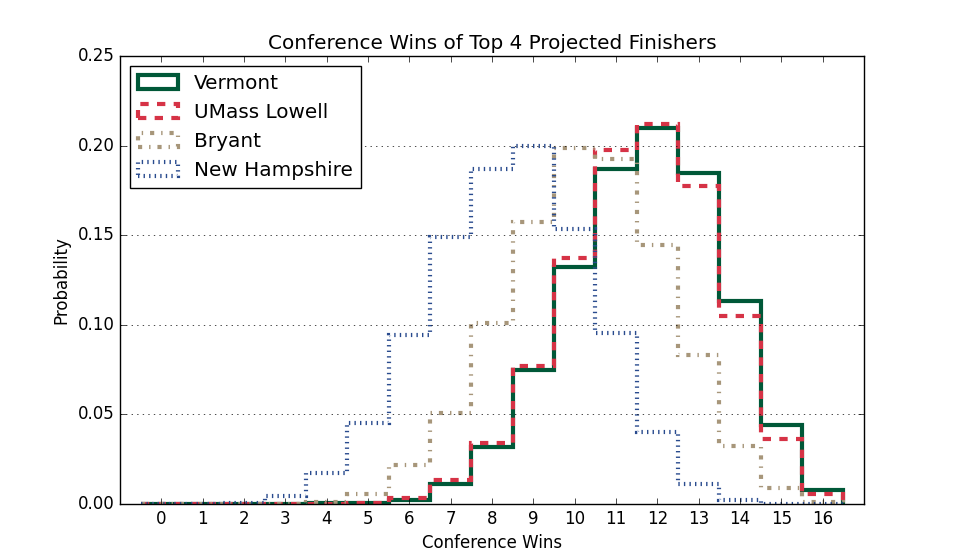 Conference Wins of Top 4 Projected Finishers
Vermont
UMass Lowell
Bryant
New Hampshire
0.25
0.20
0.15
0.10
0.05
0.00
Probability
0 1 2 3 4 5 6 7 8 9 10 11 12 13 14 15 16
Conference Wins